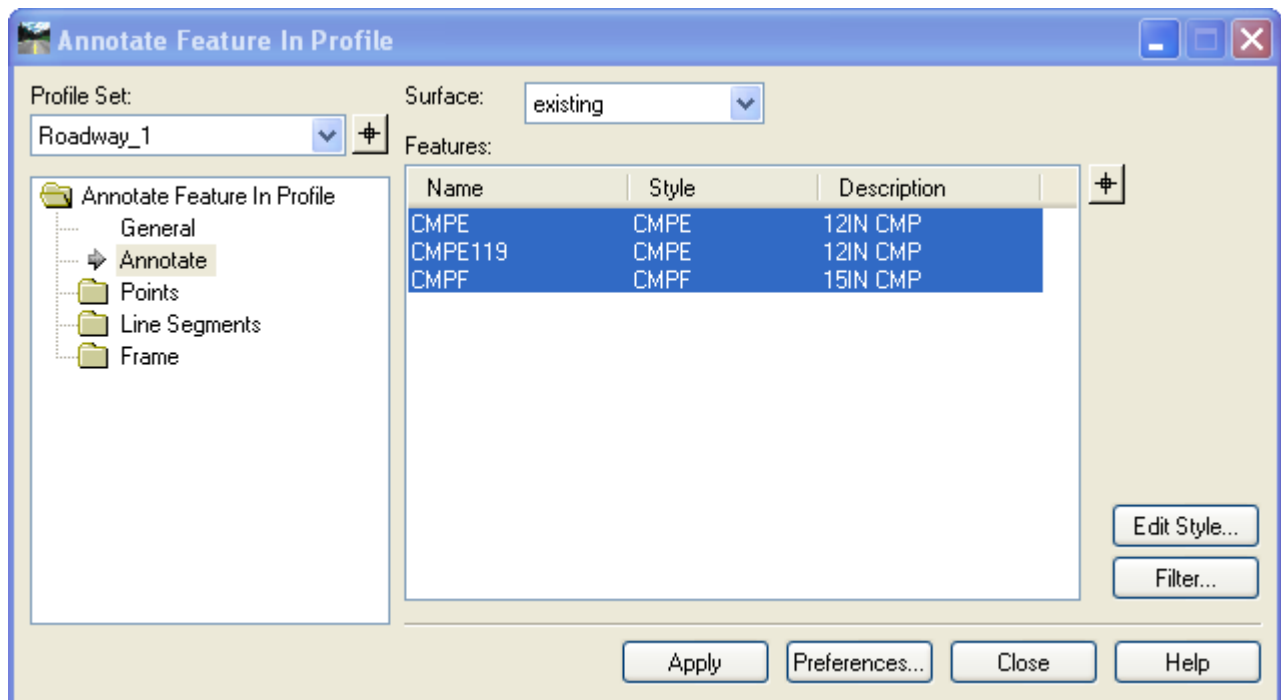 Annotate Feature In Profile
Profile Set:
Roadway_1
Annotate Feature In Profile
General
Annotate
Points
Line Segments
Frame
Surface:
existing
Features:
Name Style Description
CMPE CMPE 12IN CMP
CMPE119 CMPE 12IN CMP
CMPF CMPF 15IN CMP
Edit Style...
Filter...
Apply Preferences... Close Help